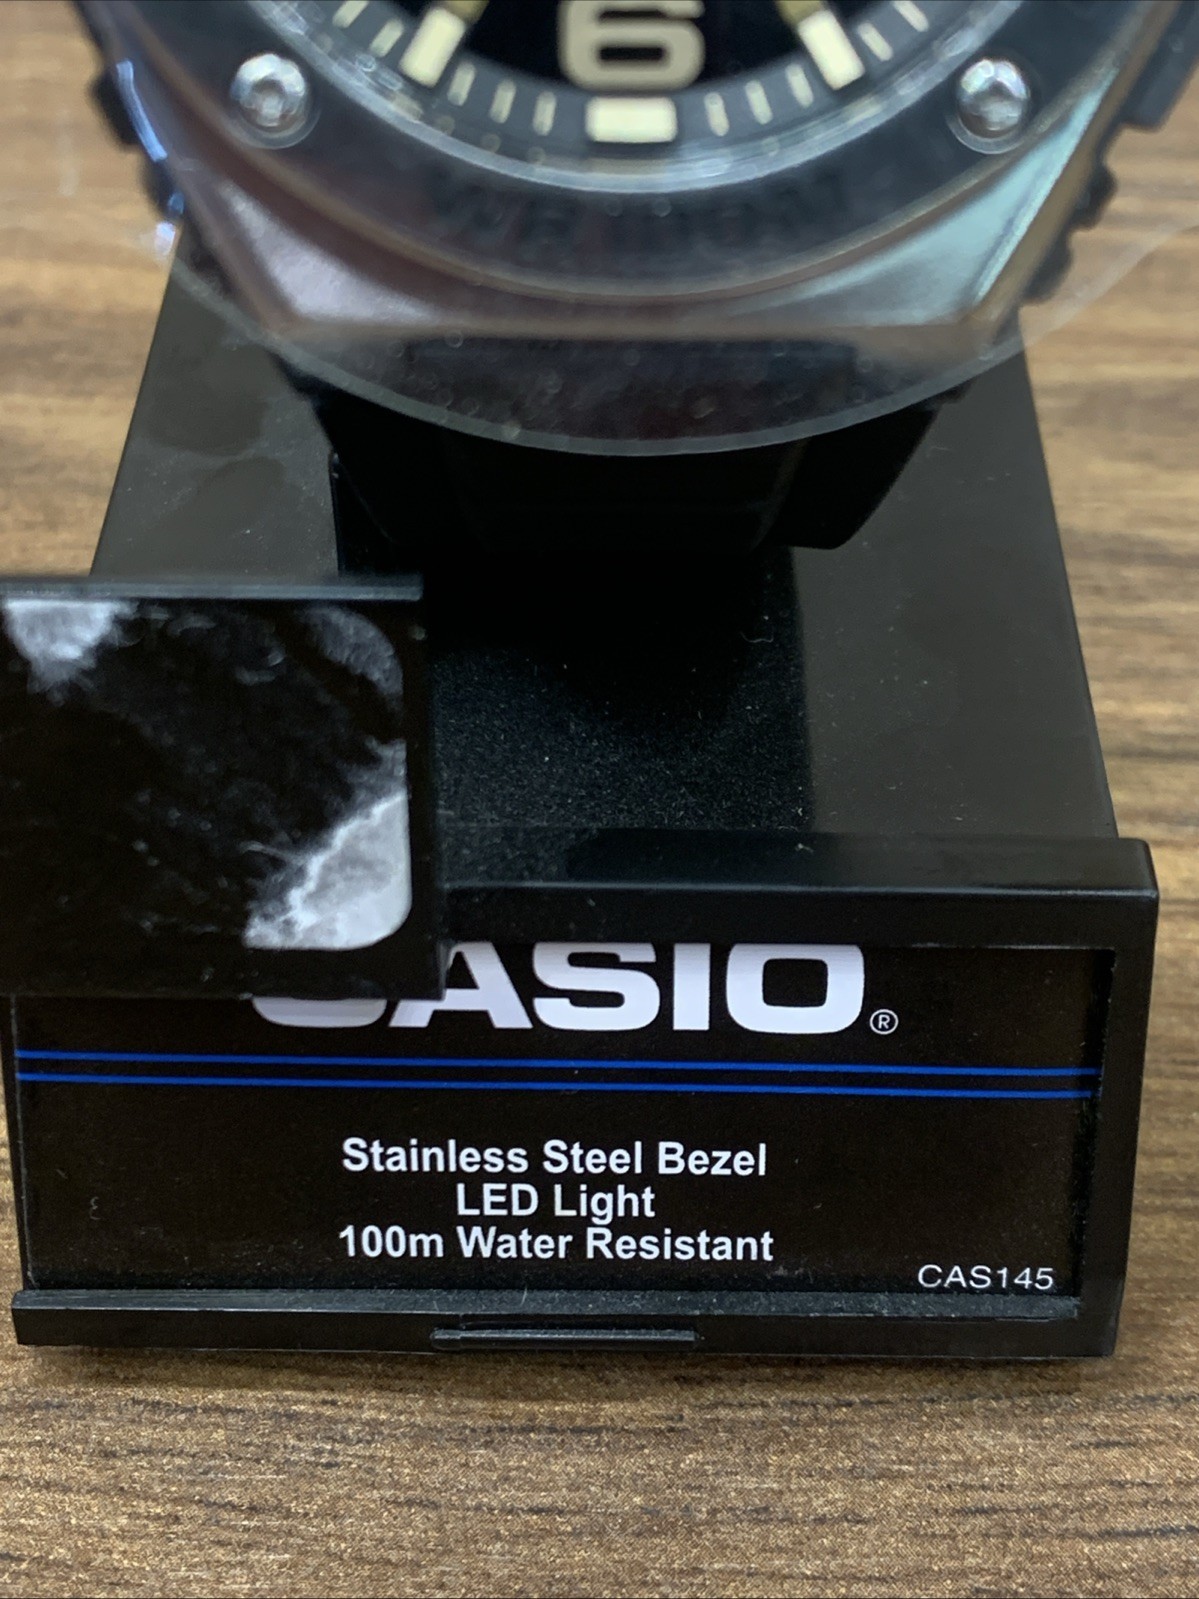 6
CASIO®
Stainless Steel Bezel
LED Light
100m Water Resistant
CAS145